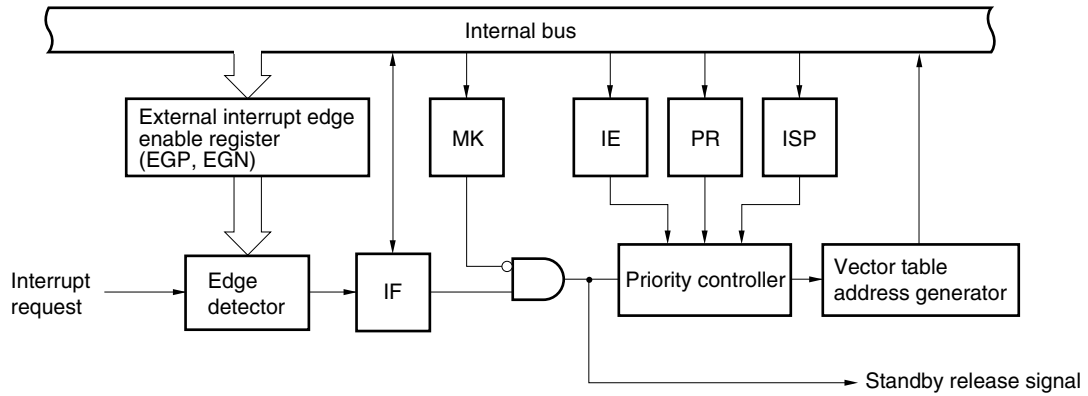 Internal bus
External interrupt edge
enable register
(EGP, EGN)
MK
IE
PR
ISP
Interrupt
request
Edge
detector
IF
Priority controller
Vector table
address generator
Standby release signal